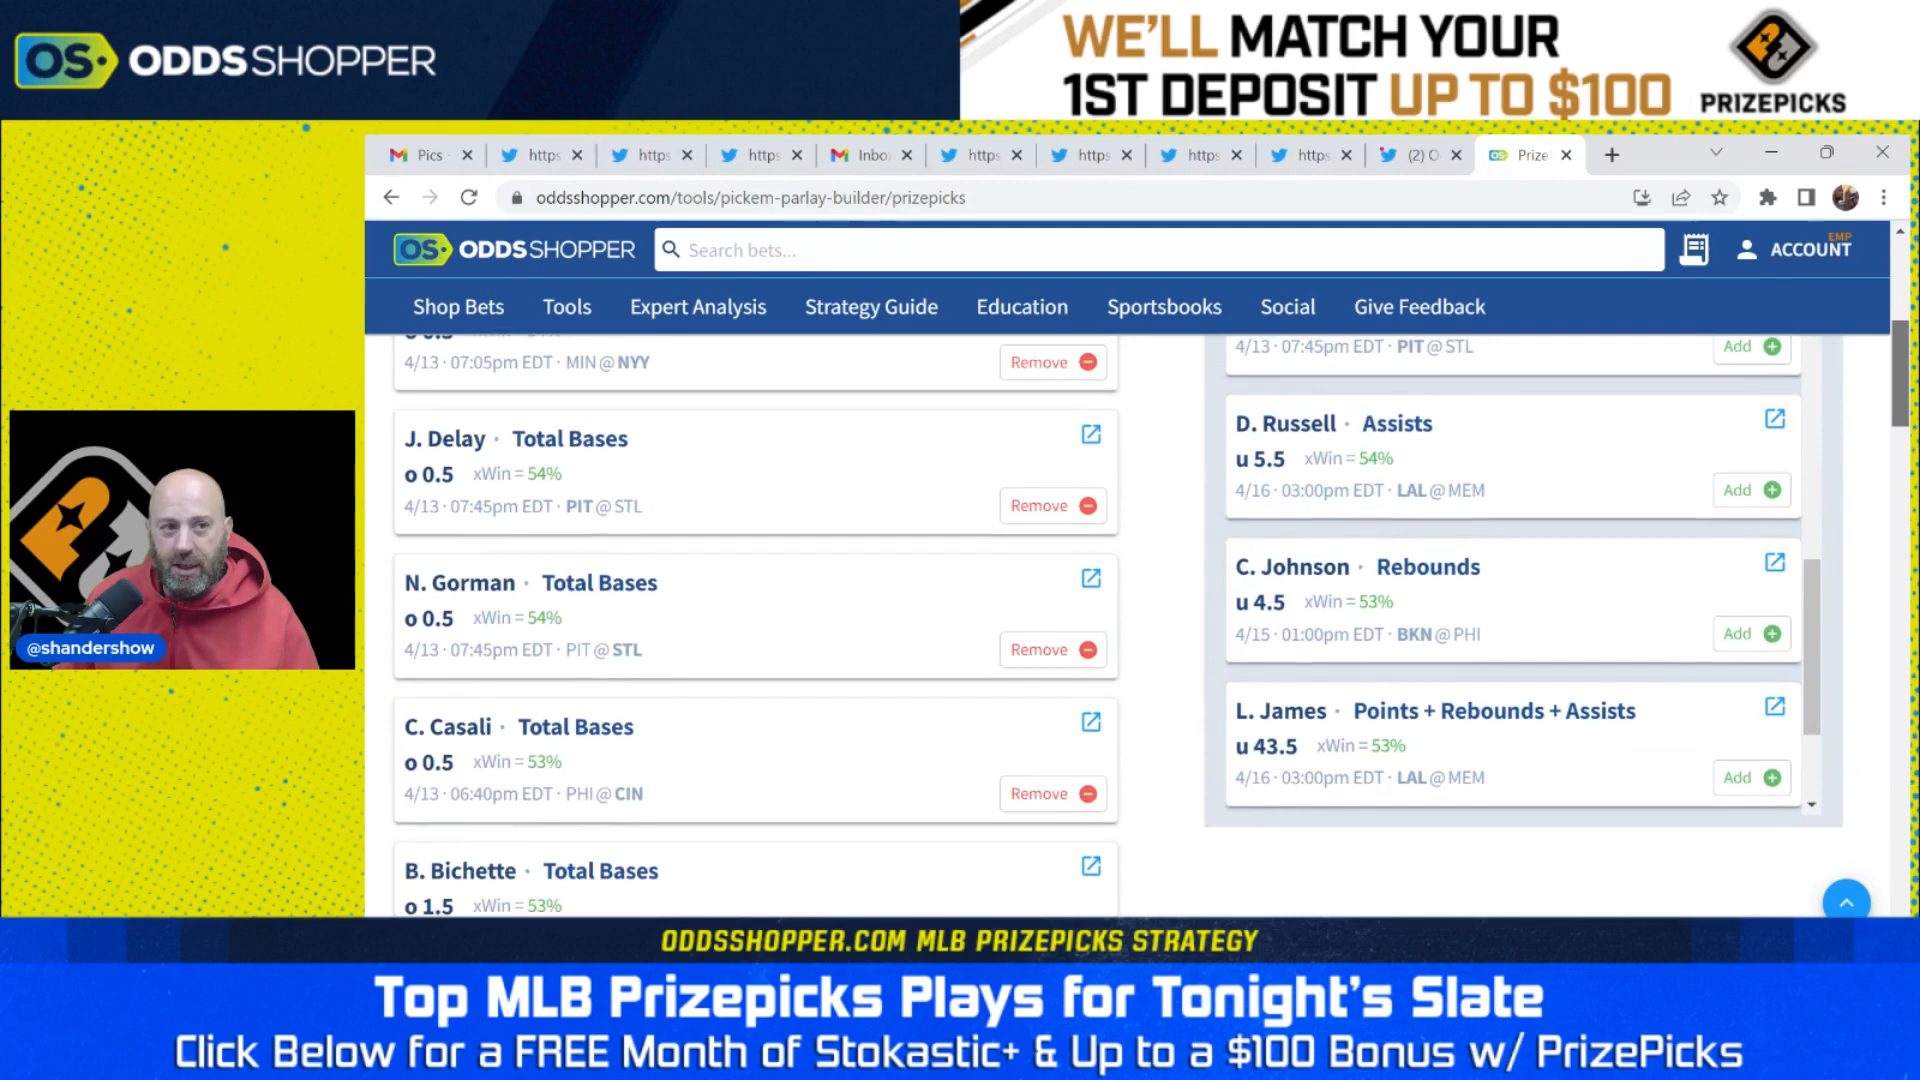 OS ODDSSHOPPER
WE'LL MATCH YOUR
1ST DEPOSIT UP TO $100
PRIZEPICKS
Pics
https
https
https
Inbo
https
https
https
https
(2) O
Prize
oddsshopper.com/tools/pickem-parlay-builder/prizepicks
OS ODDSSHOPPER
Search bets...
EMP
ACCOUNT
Shop Bets Tools Expert Analysis Strategy Guide Education Sportsbooks Social Give Feedback
4/13 · 07:05pm EDT · MIN@NYY
Remove
J. Delay · Total Bases
o 0.5 xWin = 54%
4/13 · 07:45pm EDT · PIT@STL
Remove
N. Gorman · Total Bases
o 0.5 xWin = 54%
4/13 · 07:45pm EDT · PIT@STL
Remove
C. Casali · Total Bases
o 0.5 xWin = 53%
4/13 · 06:40pm EDT · PHI@CIN
Remove
B. Bichette · Total Bases
o 1.5 xWin = 53%
4/13 · 07:45pm EDT · PIT@STL
Add
D. Russell · Assists
u 5.5 xWin = 54%
4/16 · 03:00pm EDT · LAL@MEM
Add
C. Johnson · Rebounds
u 4.5 xWin = 53%
4/15 · 01:00pm EDT · BKN@PHI
Add
L. James · Points + Rebounds + Assists
u 43.5 xWin = 53%
4/16 · 03:00pm EDT · LAL@MEM
Add
@shandershow
ODDSSHOPPER.COM MLB PRIZEPICKS STRATEGY
Top MLB Prizepicks Plays for Tonight's Slate
Click Below for a FREE Month of Stokastic+ & Up to a $100 Bonus w/ PrizePicks